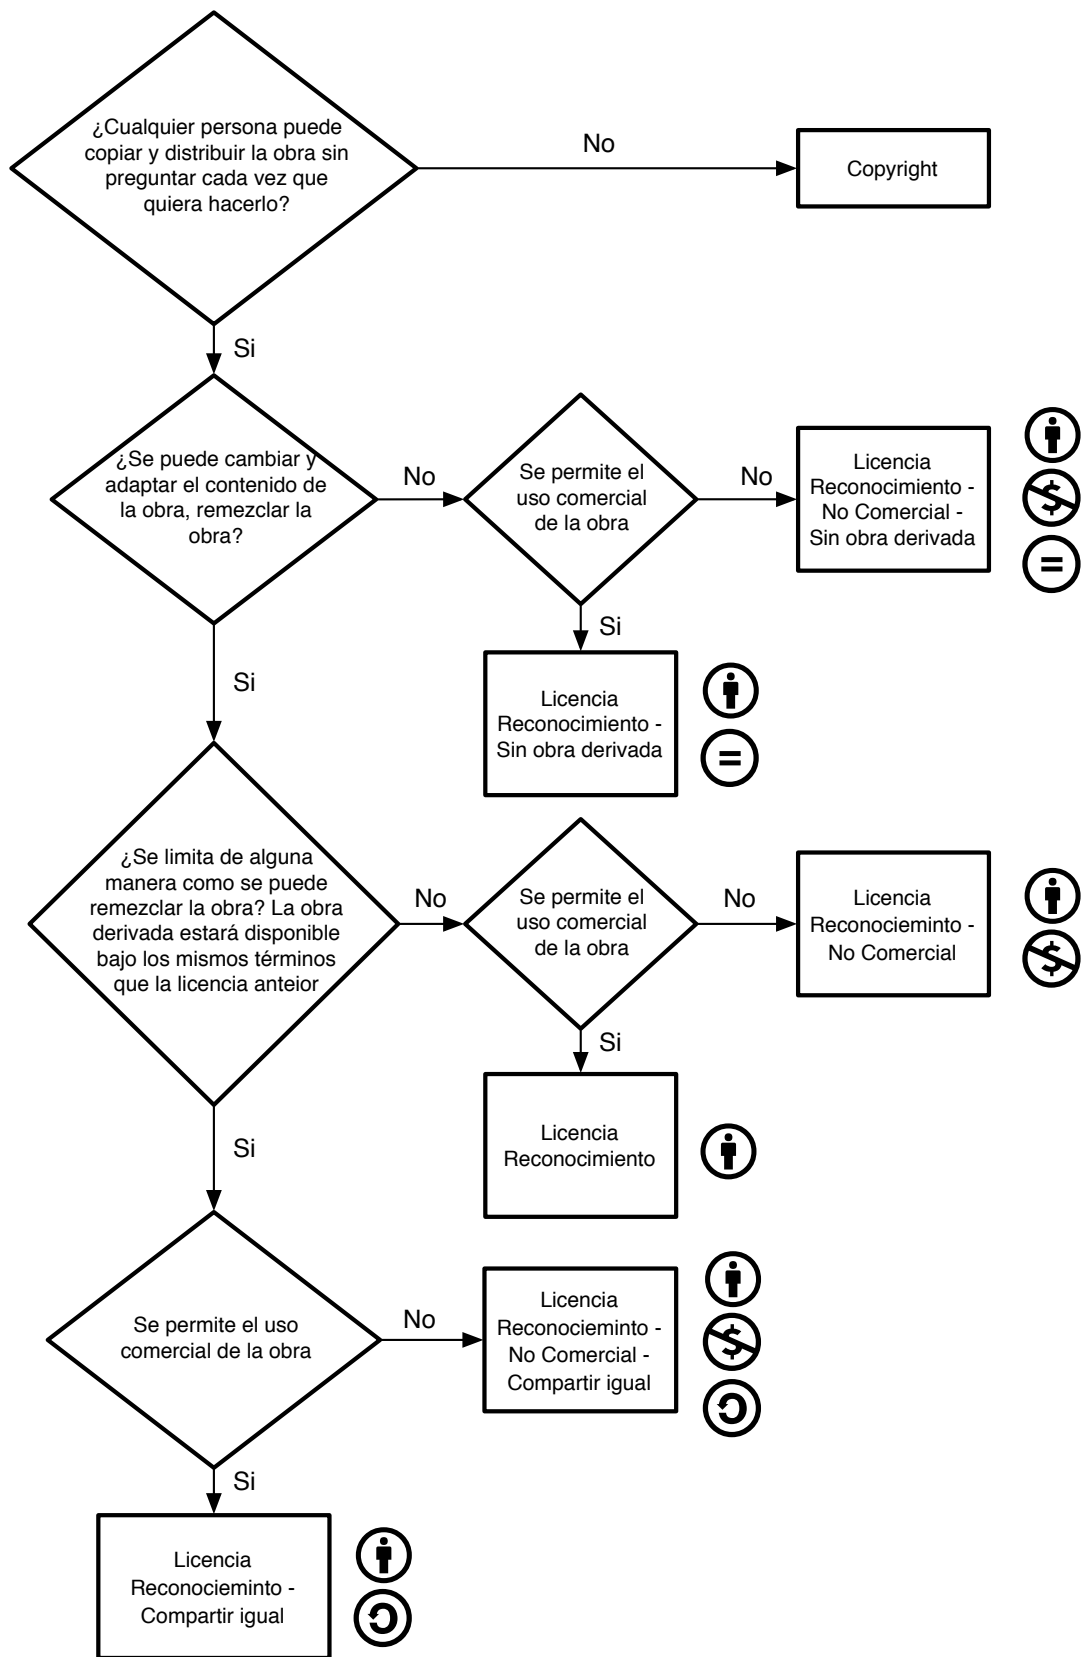 ¿Cualquier persona puede
copiar y distribuir la obra sin
preguntar cada vez que
quiera hacerlo?
No
Copyright
Si
¿Se puede cambiar y
adaptar el contenido de
la obra, remezclar la
obra?
No
Se permite el
uso comercial
de la obra
No
Licencia
Reconocimiento -
No Comercial -
Sin obra derivada
Si
Licencia
Reconocimiento -
Sin obra derivada
Si
¿Se limita de alguna
manera como se puede
remezclar la obra? La obra
derivada estará disponible
bajo los mismos términos
que la licencia anteior
No
Se permite el
uso comercial
de la obra
No
Licencia
Reconocieminto -
No Comercial
Si
Licencia
Reconocimiento
Si
Se permite el uso
comercial de la obra
No
Licencia
Reconocieminto -
No Comercial -
Compartir igual
Si
Licencia
Reconocieminto -
Compartir igual